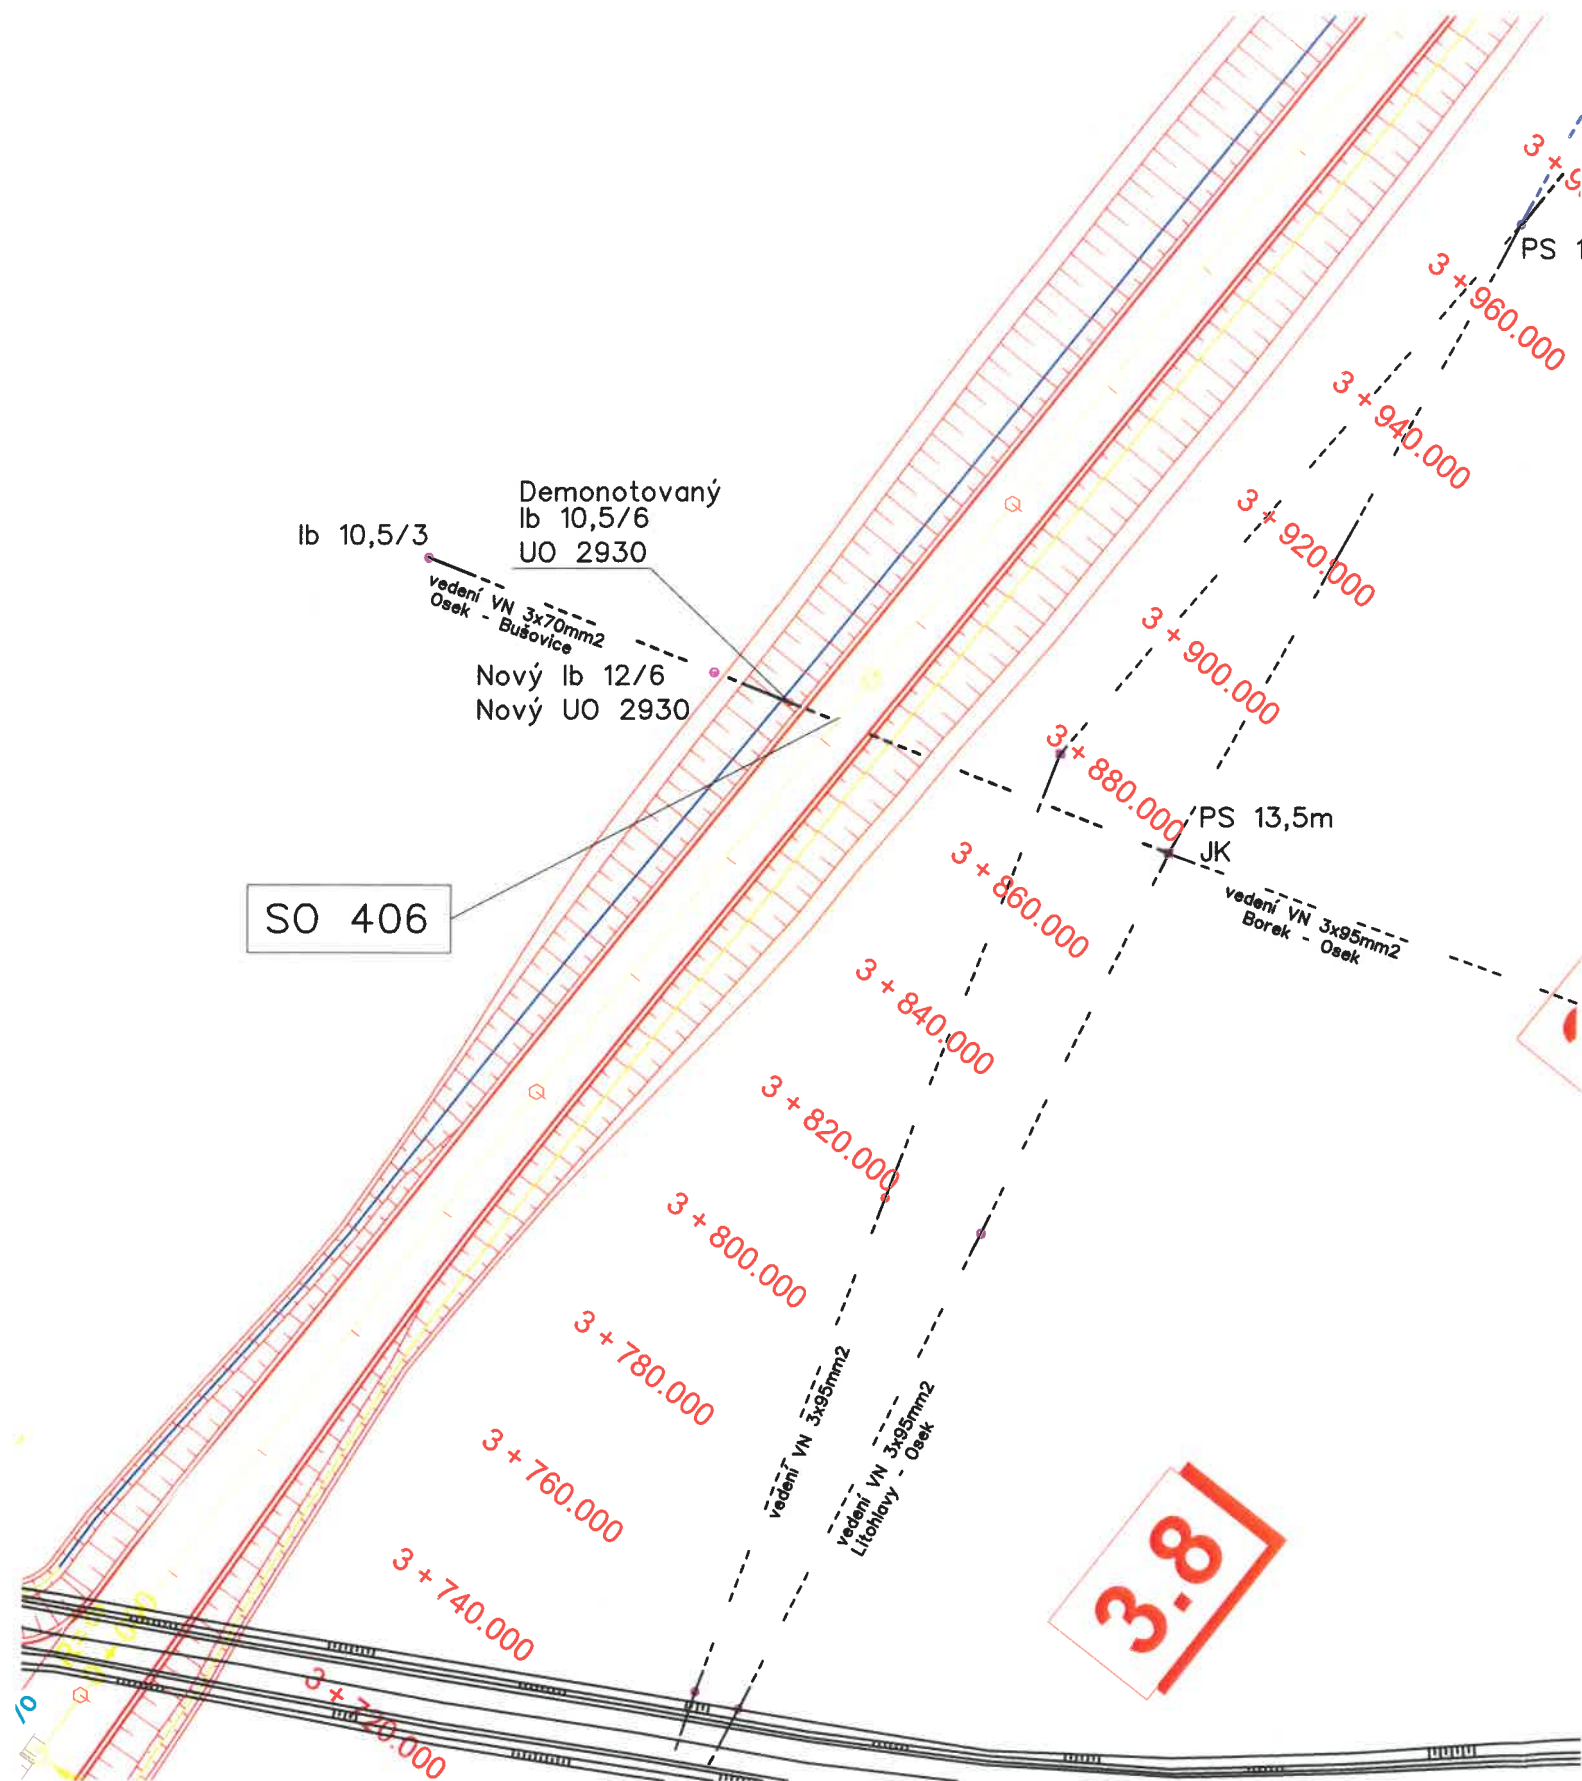 3 + 9
PS 1
3 + 960.000
3 + 940.000
Demonotovaný
Ib 10,5/6
UO 2930
Ib 10,5/3
3 + 920.000
vedení VN 3x70mm2
Osek - Bušovice
Nový Ib 12/6
Nový UO 2930
3 + 900.000
3 + 880.000
PS 13,5m
JK
3 + 860.000
SO 406
vedení VN 3x95mm2
Borek - Osek
3 + 840.000
3 + 820.000
3 + 800.000
3 + 780.000
vedení VN 3x95mm2
vedení VN 3x95mm2
Litohlavy - Osek
3 + 760.000
3.8
3 + 740.000
3 + 720.000